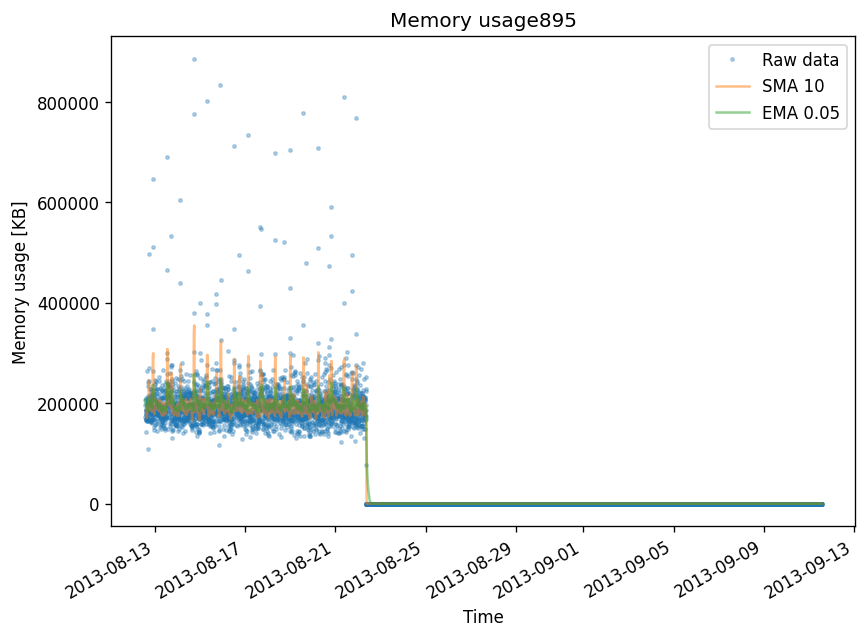 Memory usage895
Raw data
SMA 10
EMA 0.05
Memory usage [KB]
800000
600000
400000
200000
0
2013-08-13
2013-08-17
2013-08-21
2013-08-25
2013-08-29
2013-09-01
2013-09-05
2013-09-09
2013-09-13
Time